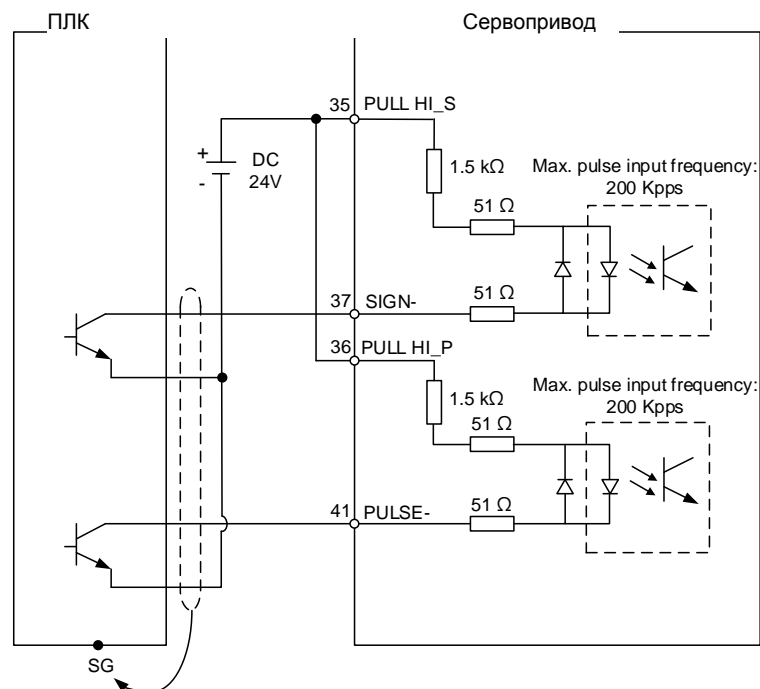 ПЛК
Сервопривод
35 PULL HI_S
+
-
DC
24V
1.5 kΩ
Max. pulse input frequency:
200 Kpps
51 Ω
51 Ω
37 SIGN-
36 PULL HI_P
1.5 kΩ
Max. pulse input frequency:
200 Kpps
51 Ω
51 Ω
41 PULSE-
SG